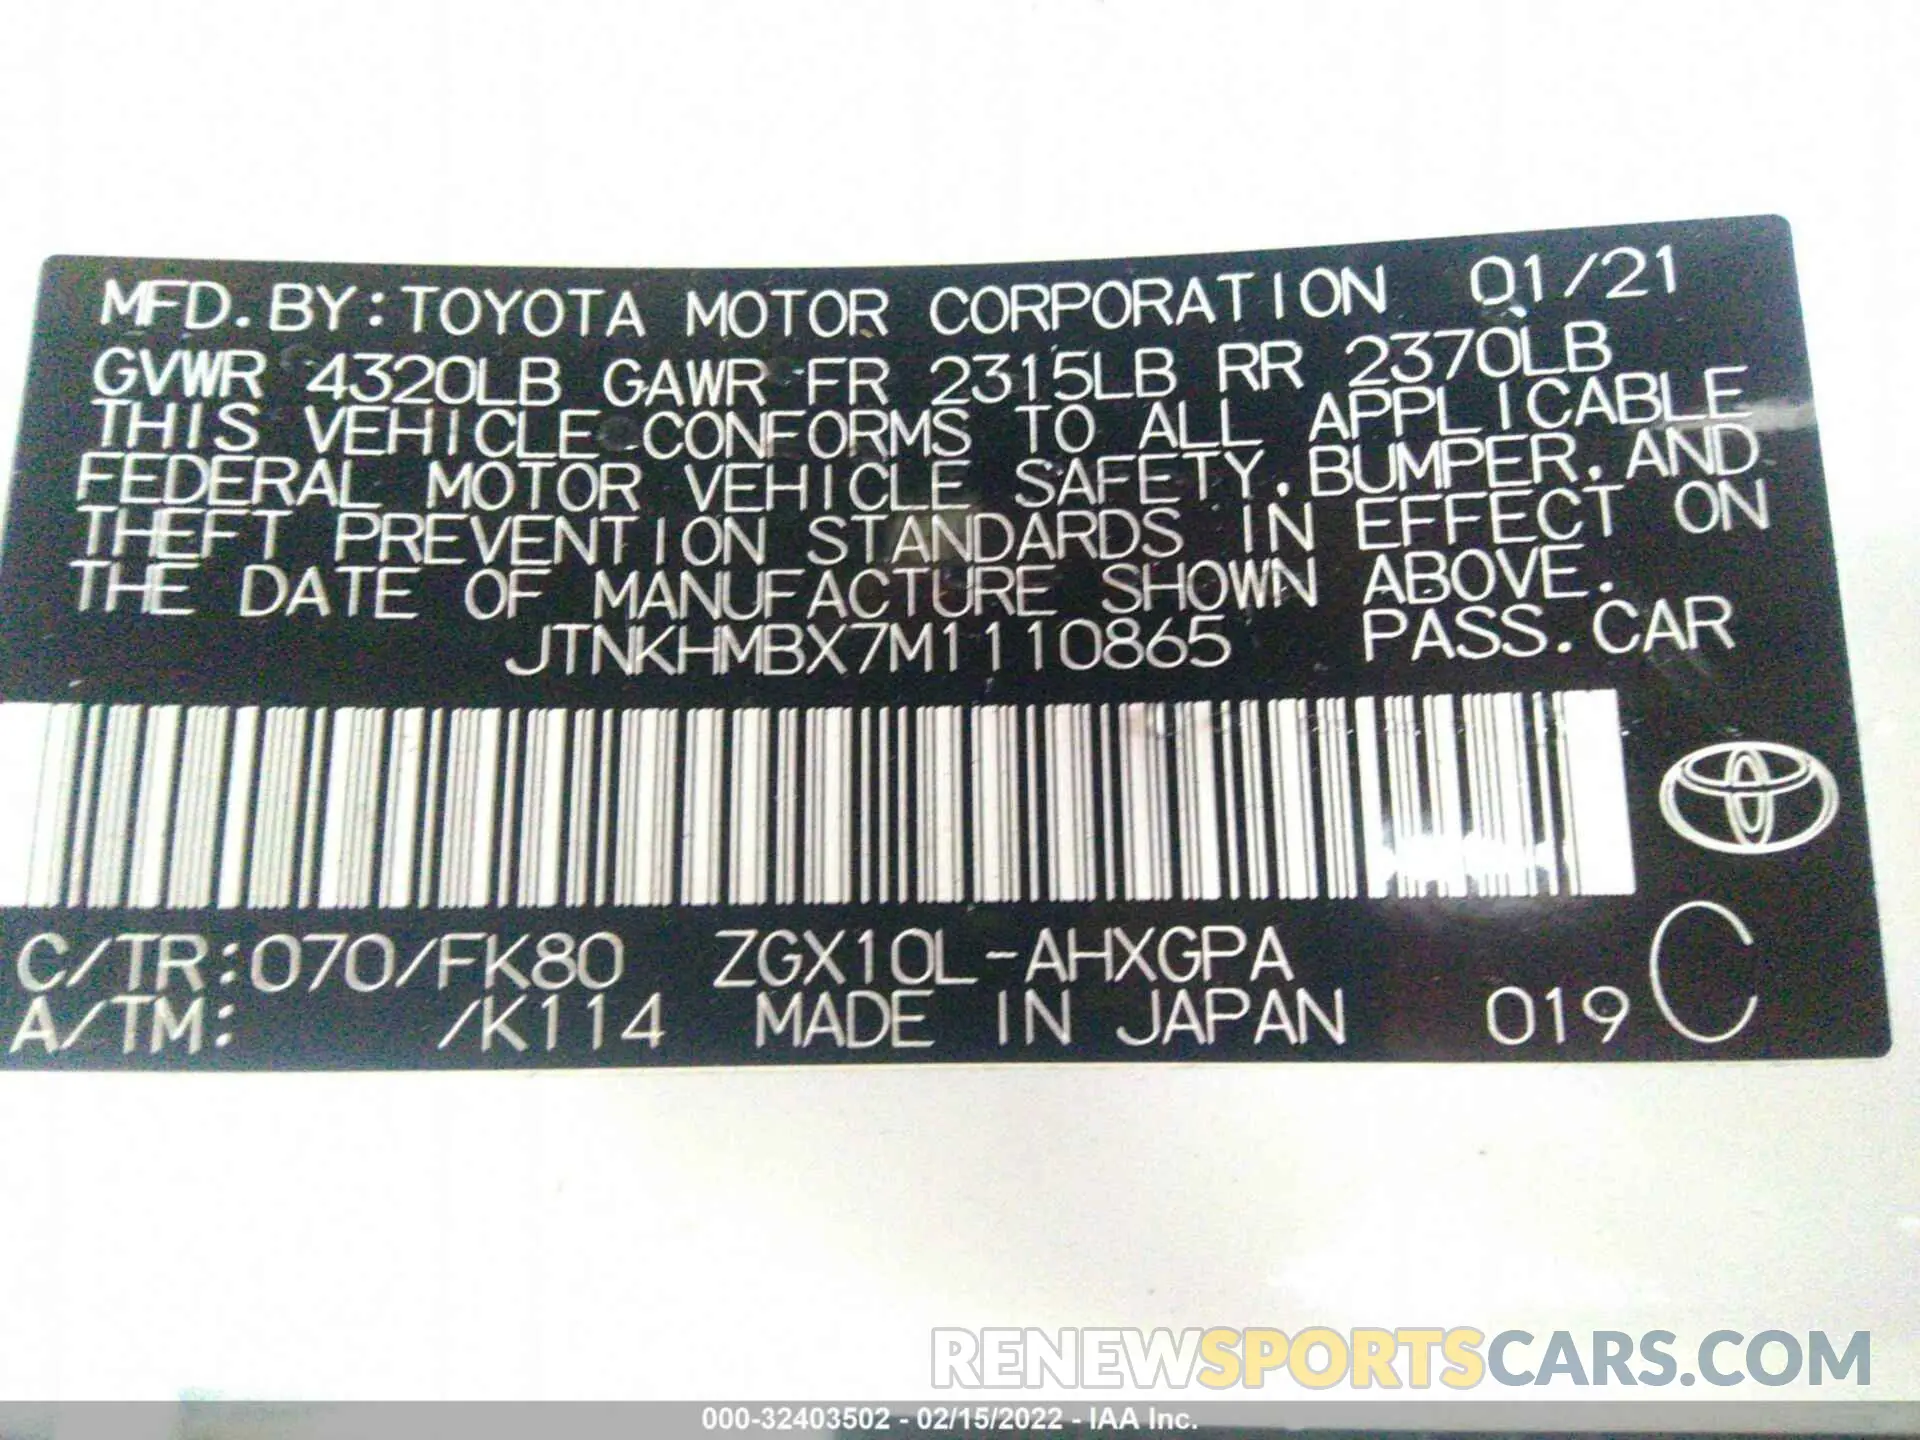 MFD. BY: TOYOTA MOTOR CORPORATION 01/21
GVWR 4320LB GAWR FR 2315LB RR 2370LB
THIS VEHICLE CONFORMS TO ALL APPLICABLE
FEDERAL MOTOR VEHICLE SAFETY, BUMPER, AND
THEFT PREVENTION STANDARDS IN EFFECT ON
THE DATE OF MANUFACTURE SHOWN ABOVE.
JTNKHMBX7M1110865 PASS. CAR
C/TR: 070/FK80 ZGX10L-AHXGPA
A/TM: /K114 MADE IN JAPAN 019 C
RENEWSPORTSCARS.COM
000-32403502 - 02/15/2022 - IAA Inc.